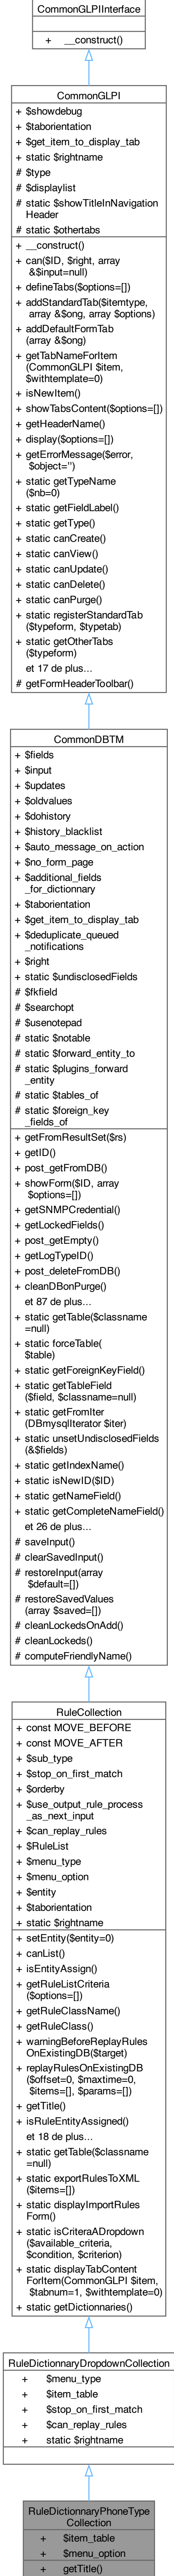 CommonGLPIInterface
+ __construct()
CommonGLPI
+ $showdebug
+ $taborientation
+ $get_item_to_display_tab
+ static $rightname
# $type
# $displaylist
# static $showTitleInNavigation
Header
# static $othertabs
+ __construct()
+ can($ID, $right, array
&$input=null)
+ defineTabs($options=[])
+ addStandardTab($itemtype,
array &$ong, array $options)
+ addDefaultFormTab
(array &$ong)
+ getTabNameForItem
(CommonGLPI $item,
$withtemplate=0)
+ isNewItem()
+ showTabsContent($options=[])
+ getHeaderName()
+ display($options=[])
+ getErrorMessage($error,
$object='')
+ static getTypeName
($nb=0)
+ static getFieldLabel()
+ static getType()
+ static canCreate()
+ static canView()
+ static canUpdate()
+ static canDelete()
+ static canPurge()
+ static registerStandardTab
($typeform, $typetab)
+ static getOtherTabs
($typeform)
et 17 de plus...
# getFormHeaderToolbar()
CommonDBTM
+ $fields
+ $input
+ $updates
+ $oldvalues
+ $dohistory
+ $history_blacklist
+ $auto_message_on_action
+ $no_form_page
+ $additional_fields
_for_dictionnary
+ $taborientation
+ $get_item_to_display_tab
+ $deduplicate_queued
_notifications
+ $right
+ static $undisclosedFields
# $fkfield
# $searchopt
# $usenotepad
# static $notable
# static $forward_entity_to
# static $plugins_forward
_entity
# static $tables_of
# static $foreign_key
_fields_of
+ getFromResultSet($rs)
+ getID()
+ post_getFromDB()
+ showForm($ID, array
$options=[])
+ getSNMPCredential()
+ getLockedFields()
+ post_getEmpty()
+ getLogTypeID()
+ post_deleteFromDB()
+ cleanDBonPurge()
et 87 de plus...
+ static getTable($classname
=null)
+ static forceTable(
$table)
+ static getForeignKeyField()
+ static getTableField
($field, $classname=null)
+ static getFromIter
(DBmysqlIterator $iter)
+ static unsetUndisclosedFields
(&$fields)
+ static getIndexName()
+ static isNewID($ID)
+ static getNameField()
+ static getCompleteNameField()
et 26 de plus...
# saveInput()
# clearSavedInput()
# restoreInput(array
$default=[])
# restoreSavedValues
(array $saved=[])
# cleanLockedsOnAdd()
# cleanLockeds()
# computeFriendlyName()
RuleCollection
+ const MOVE_BEFORE
+ const MOVE_AFTER
+ $sub_type
+ $stop_on_first_match
+ $orderby
+ $use_output_rule_process
_as_next_input
+ $can_replay_rules
+ $RuleList
+ $menu_type
+ $menu_option
+ $entity
+ $taborientation
+ static $rightname
+ setEntity($entity=0)
+ canList()
+ isEntityAssign()
+ getRuleListCriteria
($options=[])
+ getRuleClassName()
+ getRuleClass()
+ warningBeforeReplayRules
OnExistingDB($target)
+ replayRulesOnExistingDB
($offset=0, $maxtime=0,
$items=[], $params=[])
+ getTitle()
+ isRuleEntityAssigned()
et 18 de plus...
+ static getTable($classname
=null)
+ static exportRulesToXML
($items=[])
+ static displayImportRules
Form()
+ static isCriteraADropdown
($available_criteria,
$condition, $criterion)
+ static displayTabContent
ForItem(CommonGLPI $item,
$tabnum=1, $withtemplate=0)
+ static getDictionnaries()
RuleDictionnaryDropdownCollection
+ $menu_type
+ $item_table
+ $stop_on_first_match
+ $can_replay_rules
+ static $rightname
RuleDictionnaryPhoneType
Collection
+ $item_table
+ $menu_option
+ getTitle()